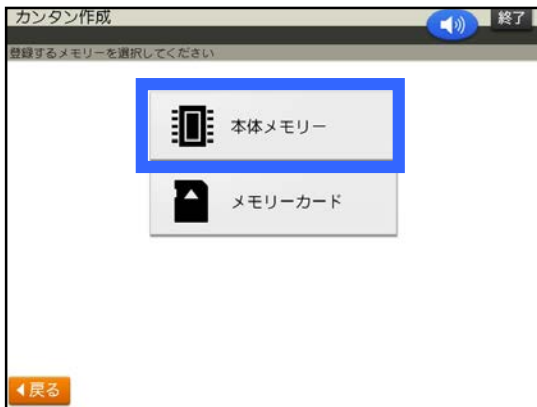 カンタン作成
終了
登録するメモリーを選択してください
本体メモリー
メモリーカード
戻る